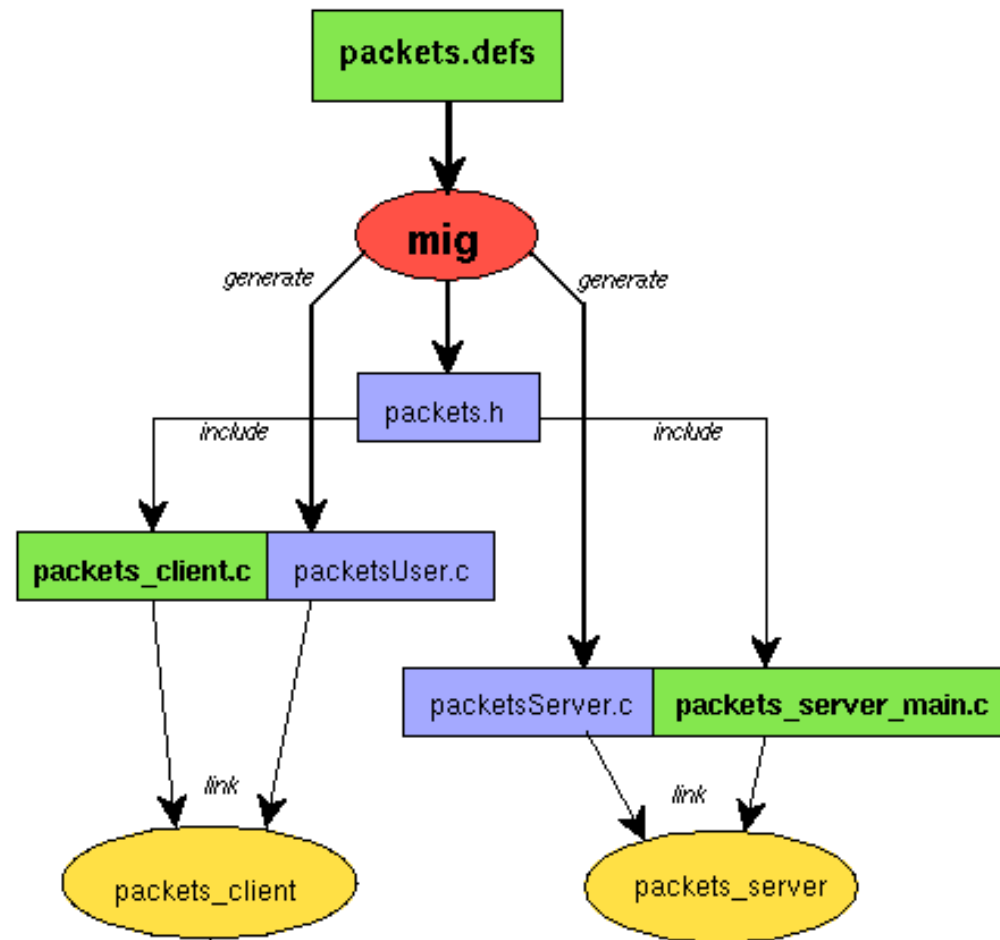 packets.defs
mig
generate
generate
packets.h
include
include
packets_client.c
packetsUser.c
packetsServer.c
packets_server_main.c
link
link
packets_client
packets_server